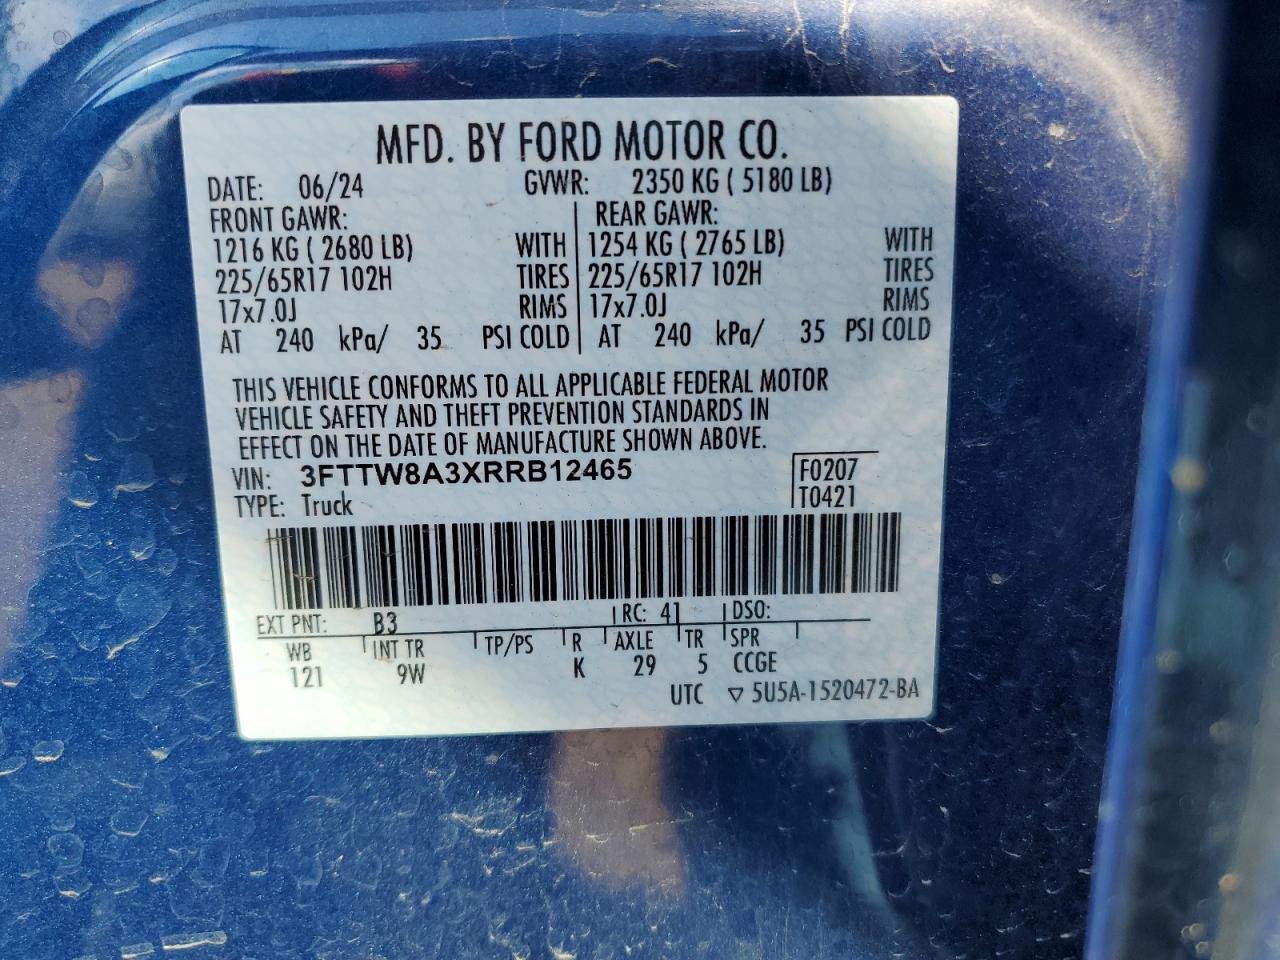 MFD. BY FORD MOTOR CO.
DATE: 06/24 GVWR: 2350 KG ( 5180 LB)
FRONT GAWR: REAR GAWR:
1216 KG ( 2680 LB) WITH 1254 KG ( 2765 LB) WITH
225/65R17 102H TIRES 225/65R17 102H TIRES
17x7.0J RIMS 17x7.0J RIMS
AT 240 kPa/ 35 PSI COLD AT 240 kPa/ 35 PSI COLD
THIS VEHICLE CONFORMS TO ALL APPLICABLE FEDERAL MOTOR
VEHICLE SAFETY AND THEFT PREVENTION STANDARDS IN
EFFECT ON THE DATE OF MANUFACTURE SHOWN ABOVE.
VIN: 3FTTW8A3XRRB12465 F0207
TYPE: Truck T0421
EXT PNT: B3 RC: 41 DSO:
WB INT TR TP/PS R AXLE TR SPR
121 9W K 29 5 CCGE
UTC ▽ 5U5A-1520472-BA